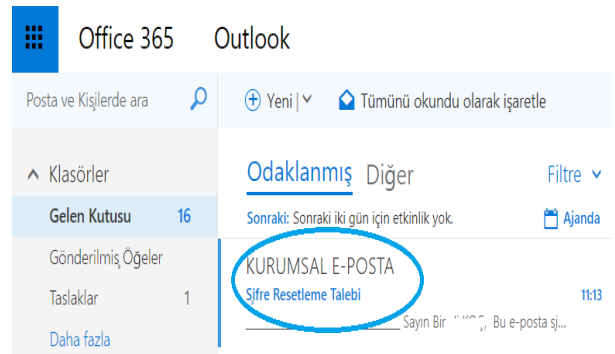 Office 365 Outlook
Posta ve Kişilerde ara
Yeni
Tümünü okundu olarak işaretle
Klasörler
Gelen Kutusu 16
Gönderilmiş Öğeler
Taslaklar 1
Daha fazla
Odaklanmış Diğer Filtre
Sonraki: Sonraki iki gün için etkinlik yok. Ajanda
KURUMSAL E-POSTA
Şifre Resetleme Talebi 11:13
Sayın Bir Bu e-posta si...